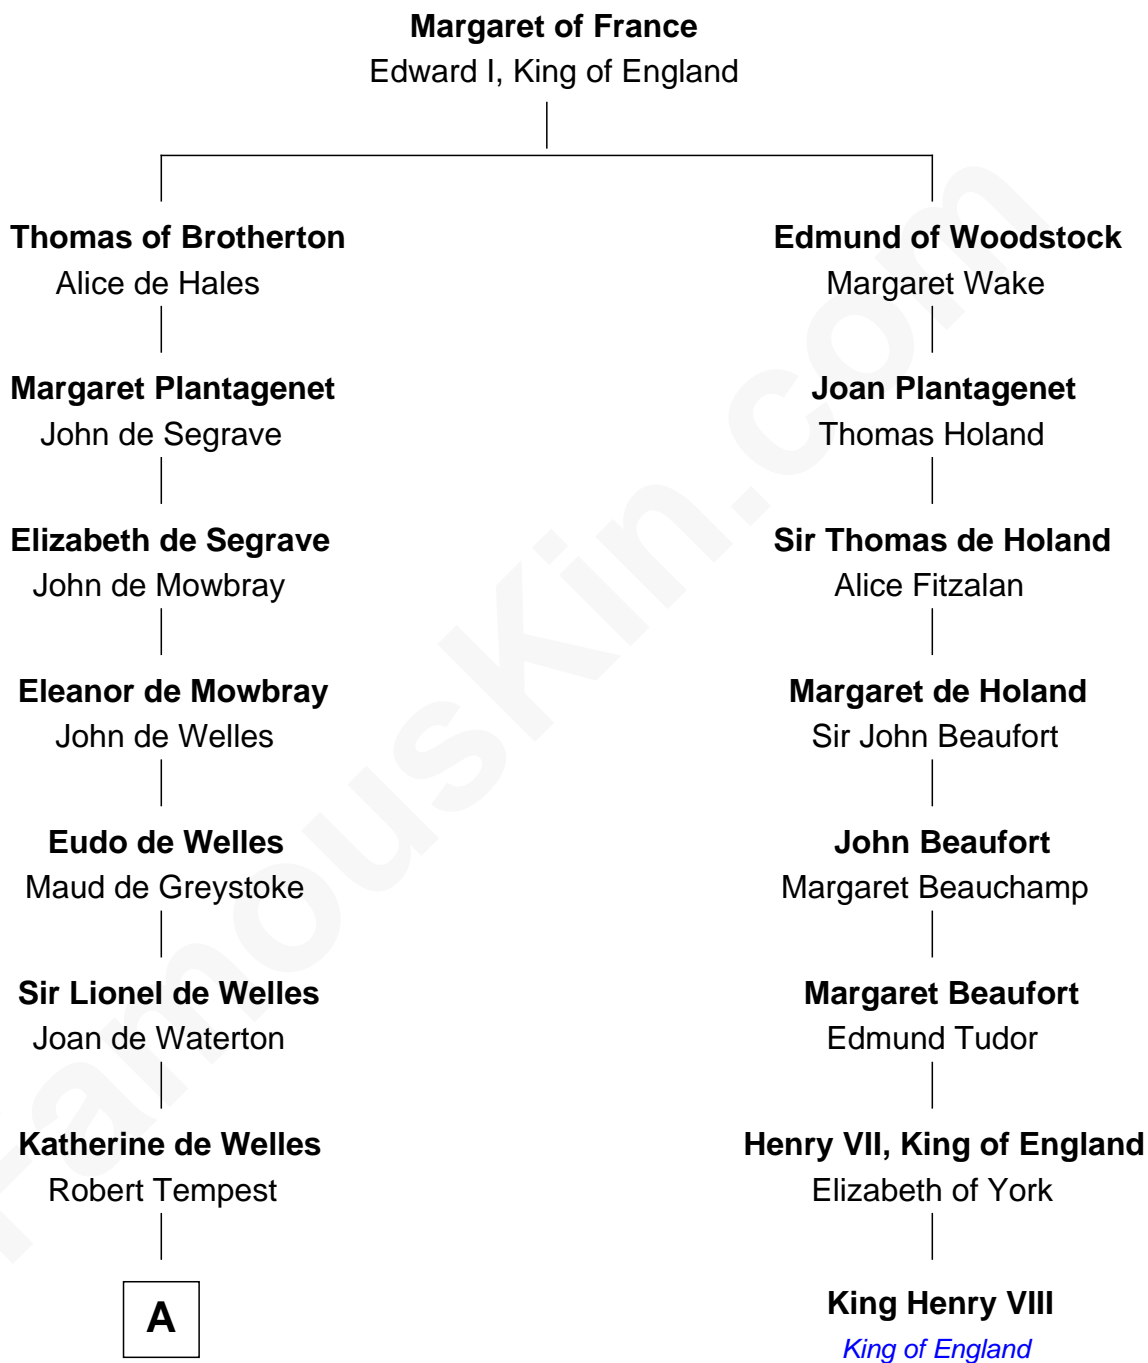 Margaret of France
Edward I, King of England
Thomas of Brotherton
Alice de Hales
Edmund of Woodstock
Margaret Wake
Margaret Plantagenet
John de Segrave
Joan Plantagenet
Thomas Holand
Elizabeth de Segrave
John de Mowbray
Sir Thomas de Holand
Alice Fitzalan
Eleanor de Mowbray
John de Welles
Margaret de Holand
Sir John Beaufort
Eudo de Welles
Maud de Greystoke
John Beaufort
Margaret Beauchamp
Sir Lionel de Welles
Joan de Waterton
Margaret Beaufort
Edmund Tudor
Katherine de Welles
Robert Tempest
Henry VII, King of England
Elizabeth of York
A
King Henry VIII
King of England
FamousKin.com